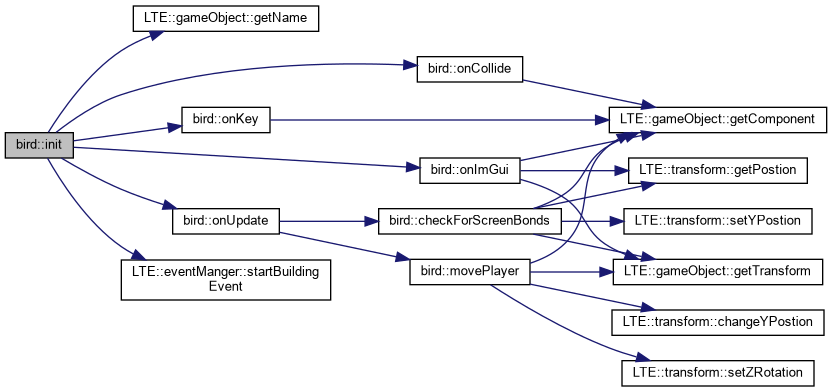 LTE::gameObject::getName
bird::onCollide
bird::onKey
LTE::gameObject::getComponent
bird::init
bird::onImGui
LTE::transform::getPostion
bird::onUpdate
bird::checkForScreenBonds
LTE::transform::setYPostion
LTE::eventManger::startBuilding
Event
bird::movePlayer
LTE::gameObject::getTransform
LTE::transform::changeYPostion
LTE::transform::setZRotation